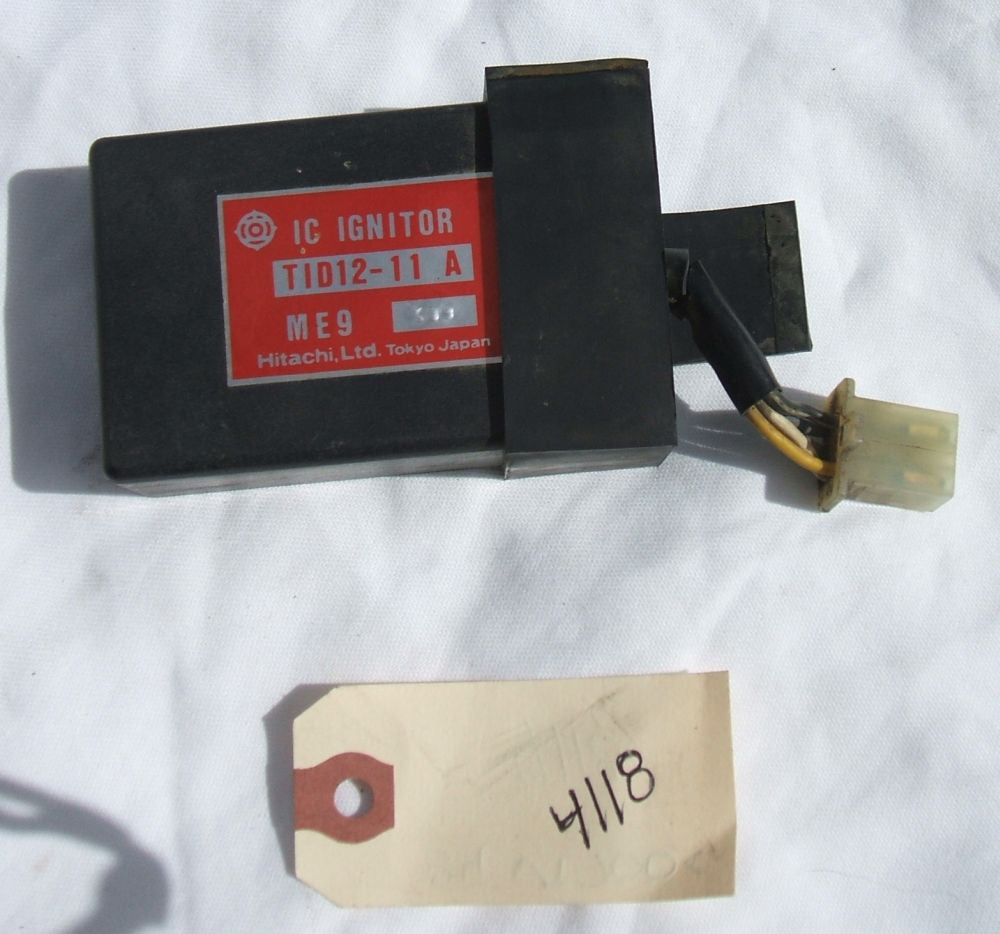 IC IGNITOR
TID12-11 A
ME9
Hitachi, Ltd. Tokyo Japan
4118